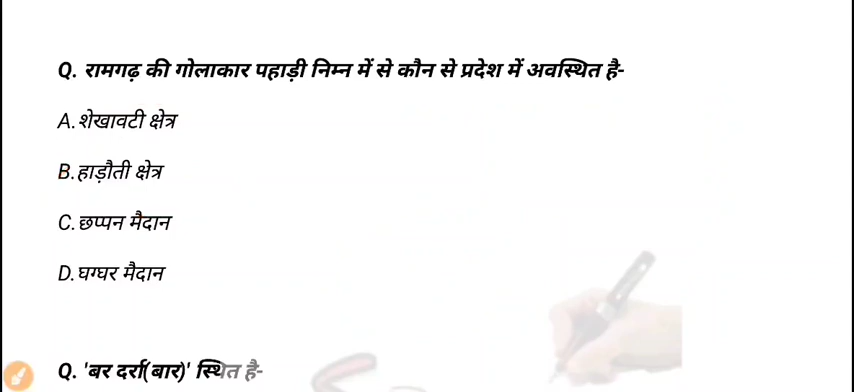 Q. रामगढ़ की गोलाकार पहाड़ी निम्न में से कौन से प्रदेश में अवस्थित है-
A. शेखावटी क्षेत्र
B. हाड़ौती क्षेत्र
C. छप्पन मैदान
D. घग्घर मैदान
Q. 'बर दर्रा(बार)' स्थित है-